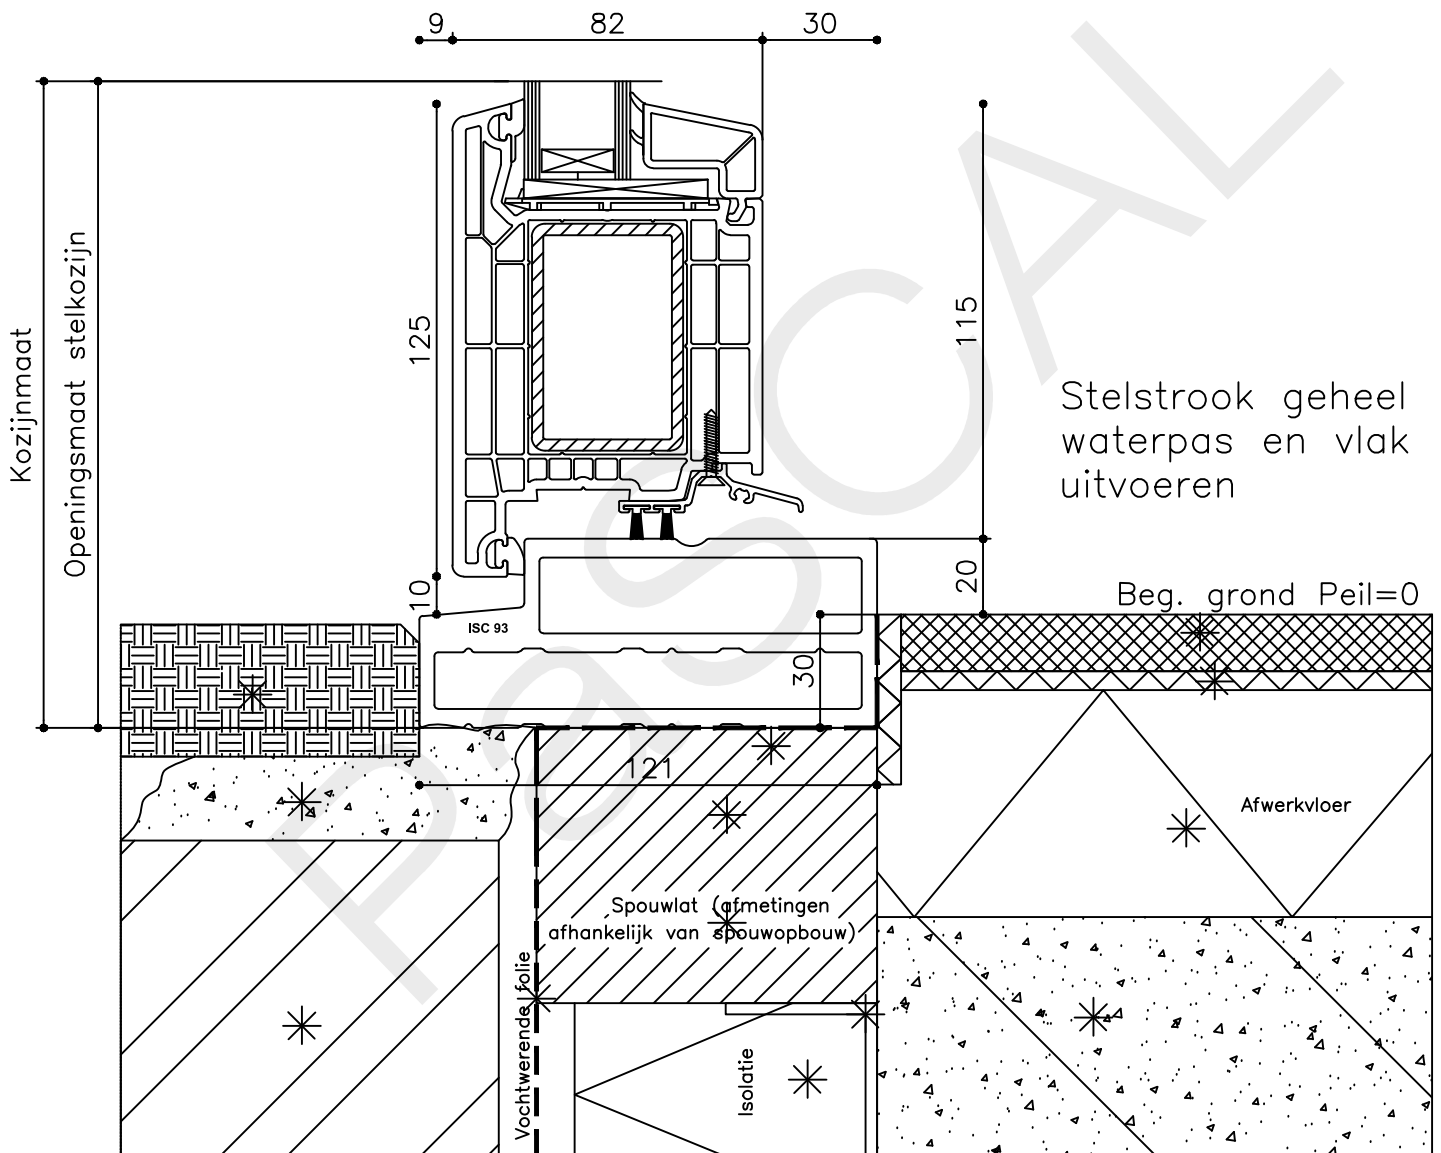 9 82 30
Kozijnmaat
Openingsmaat stelkozijn
125
115
Stelstrook geheel
waterpas en vlak
uitvoeren
10
20
Beg. grond Peil=0
ISC 93
30
121
Afwerkvloer
Spouwlat (afmetingen
afhankelijk van spouwopbouw)
Vochtwerende folie
Isolatie
PasCAL